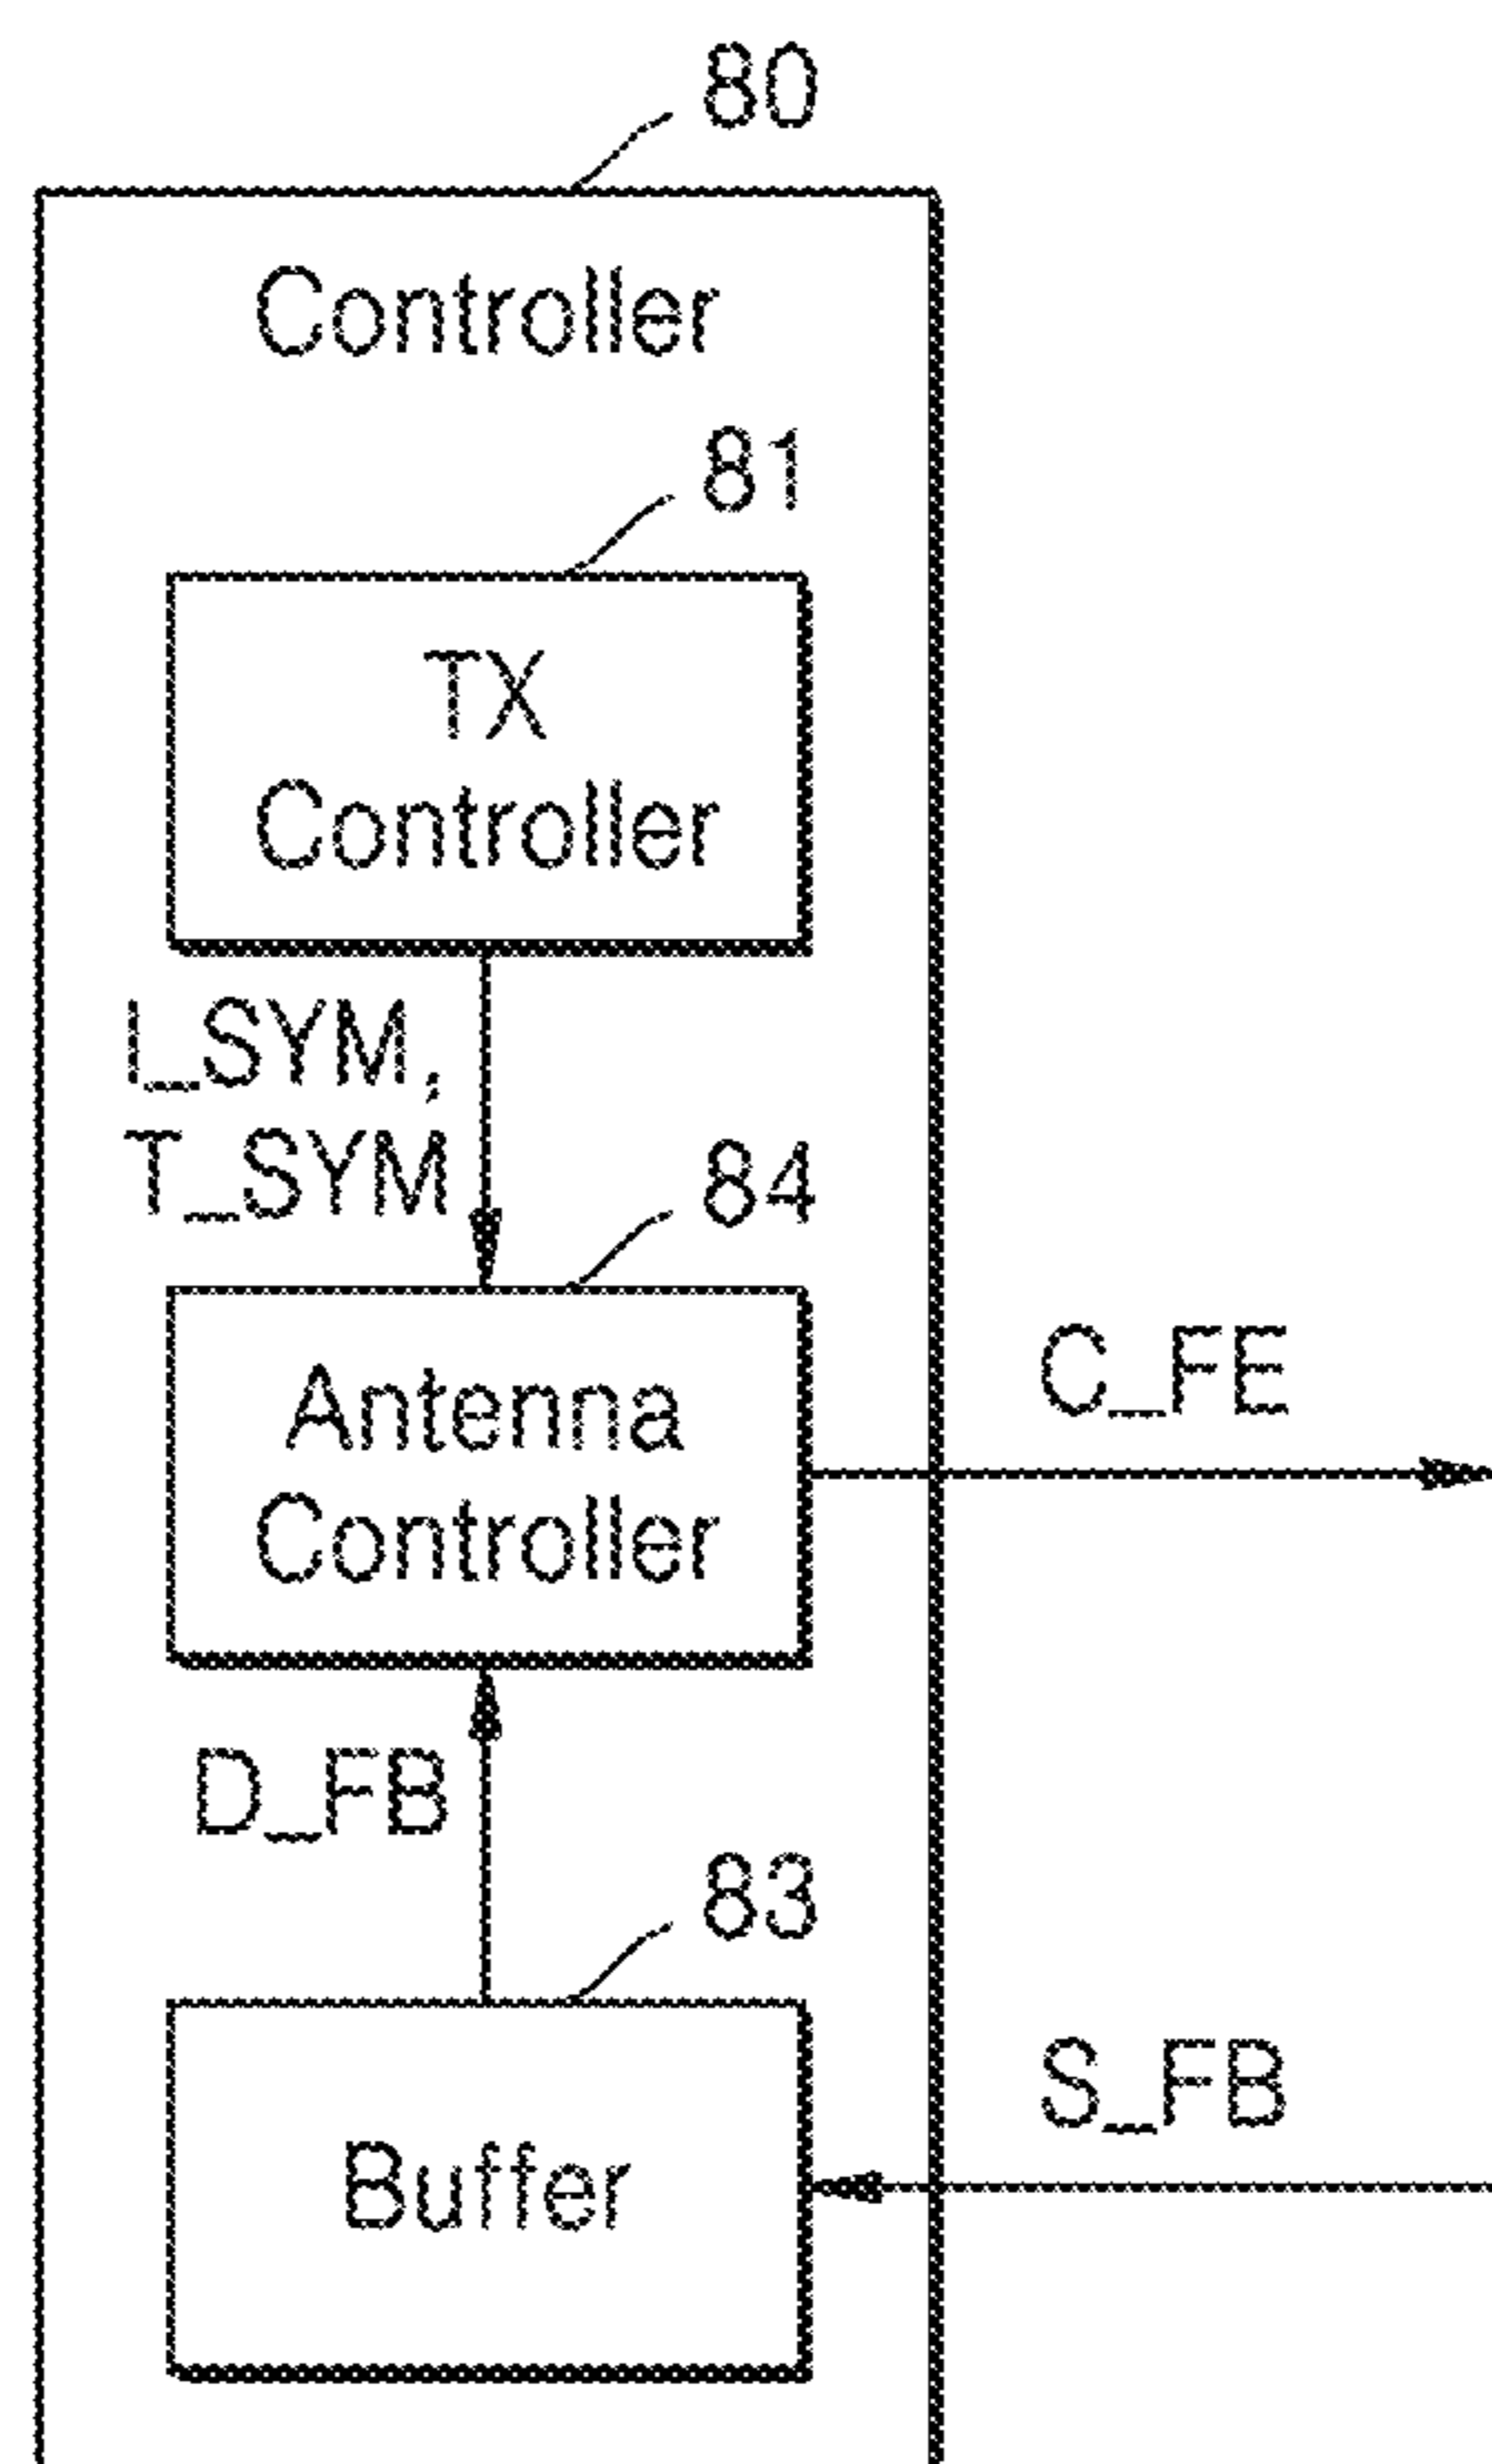 80
Controller
81
TX
Controller
L_SYM,
T_SYM
84
Antenna
Controller
C_FE
D_FB
83
Buffer
S_FB